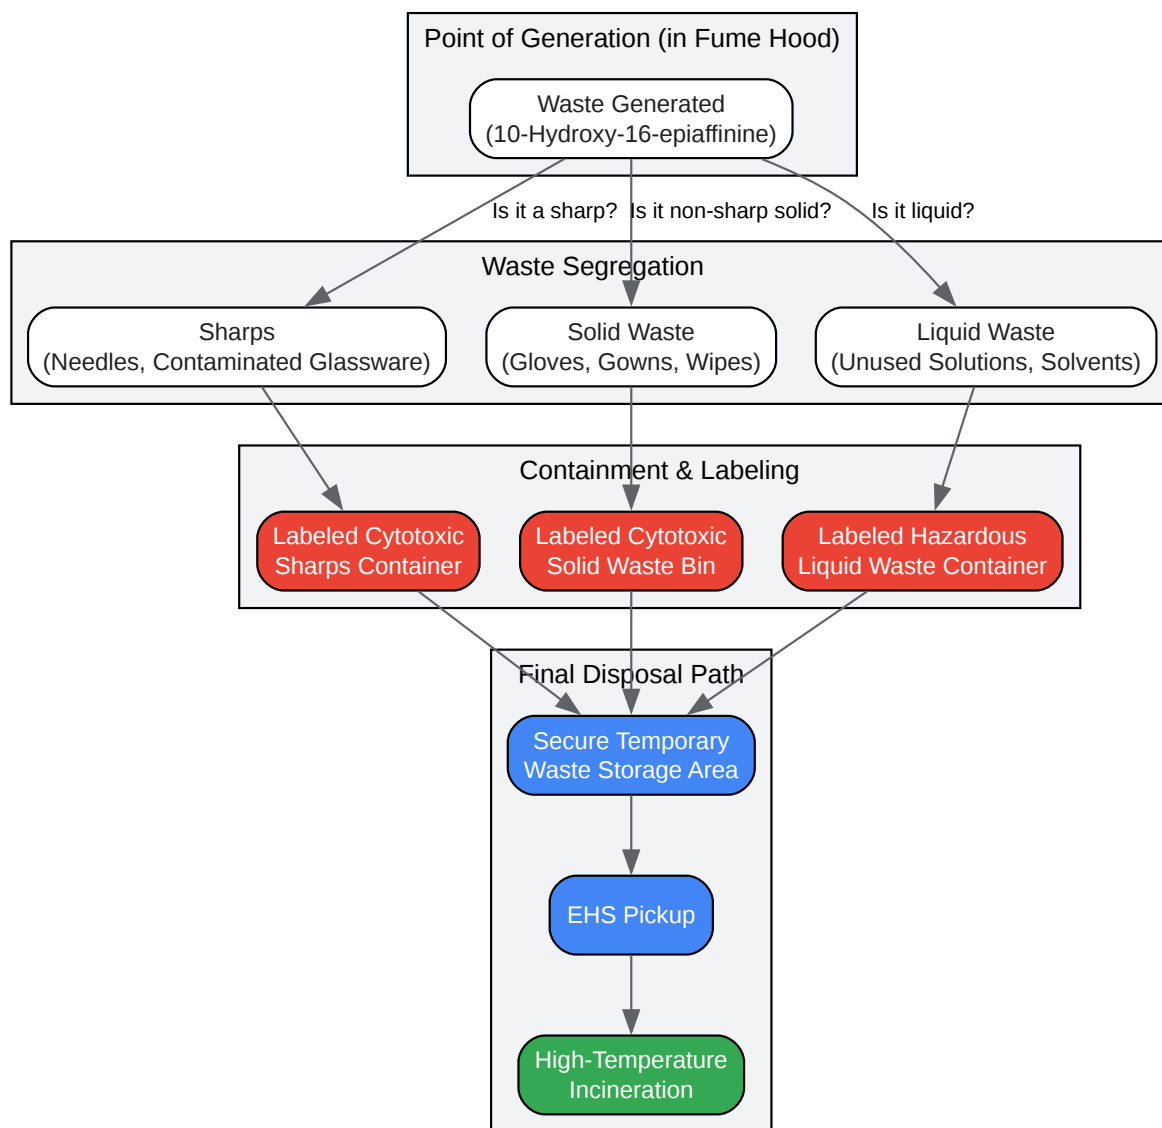 Point of Generation (in Fume Hood)
Waste Generated
(10-Hydroxy-16-epiaffinine)
Is it a sharp?
Is it non-sharp solid?
Is it liquid?
Waste Segregation
Sharps
(Needles, Contaminated Glassware)
Solid Waste
(Gloves, Gowns, Wipes)
Liquid Waste
(Unused Solutions, Solvents)
Containment & Labeling
Labeled Cytotoxic
Sharps Container
Labeled Cytotoxic
Solid Waste Bin
Labeled Hazardous
Liquid Waste Container
Final Disposal Path
Secure Temporary
Waste Storage Area
EHS Pickup
High-Temperature
Incineration